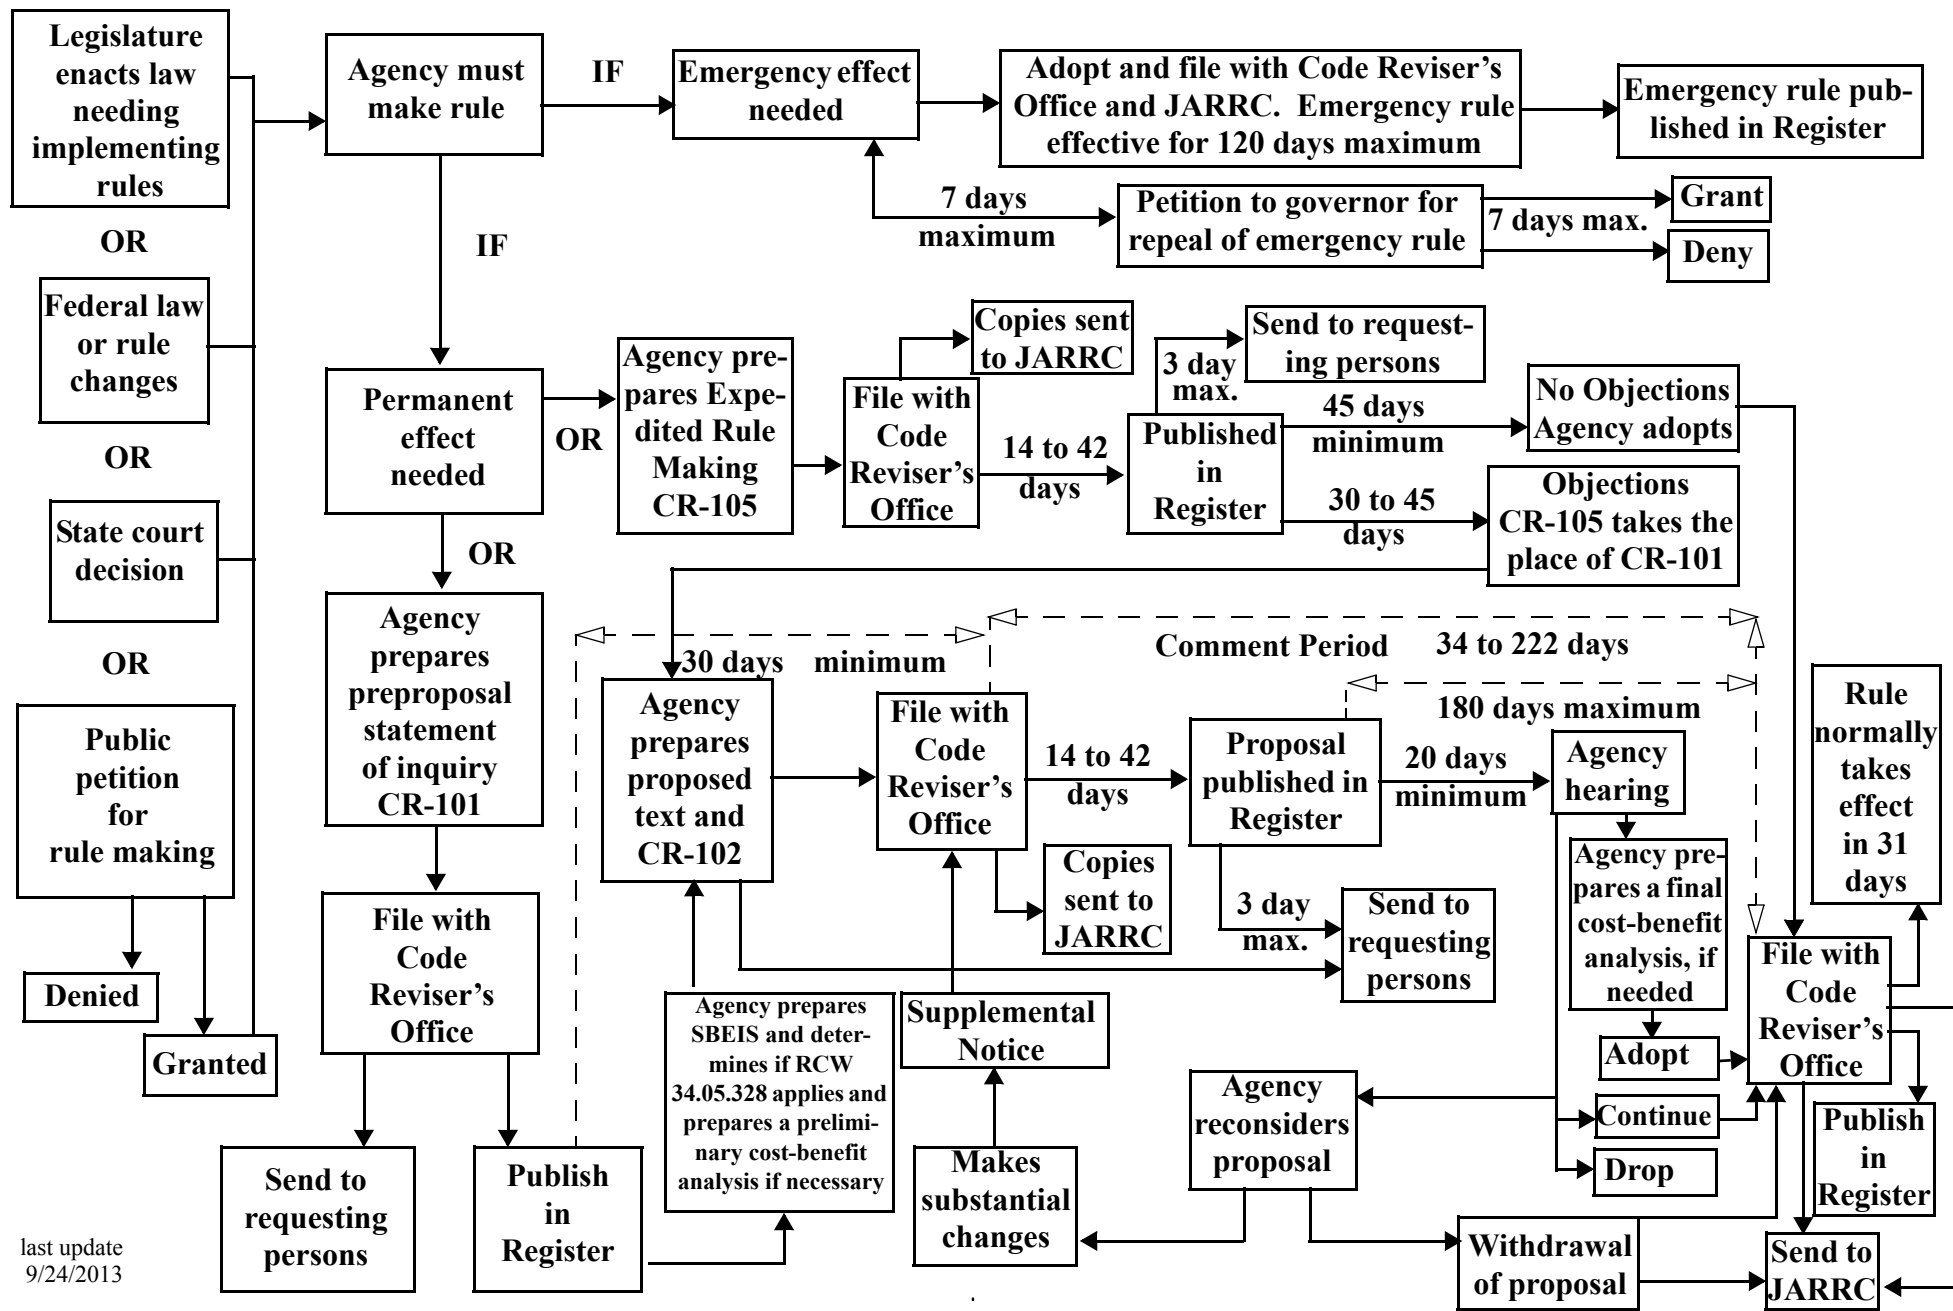 Legislature
enacts law
needing
implementing
rules
OR
Federal law
or rule
changes
OR
State court
decision
OR
Public
petition
for
rule making
Denied
Granted
Agency must
make rule
IF
Emergency effect
needed
Adopt and file with Code Reviser's
Office and JARRC.  Emergency rule
effective for 120 days maximum
Emergency rule pub-
lished in Register
7 days
maximum
Petition to governor for
repeal of emergency rule
7 days max.
Grant
Deny
IF
Permanent
effect
needed
OR
Agency pre-
pares Expe-
dited Rule
Making
CR-105
File with
Code
Reviser's
Office
Copies sent
to JARRC
14 to 42
days
Published
in
Register
3 day
max.
Send to request-
ing persons
45 days
minimum
No Objections
Agency adopts
30 to 45
days
Objections
CR-105 takes the
place of CR-101
OR
Agency
prepares
preproposal
statement
of inquiry
CR-101
File with
Code
Reviser's
Office
Send to
requesting
persons
Publish
in
Register
30 days minimum
Agency
prepares
proposed
text and
CR-102
Agency prepares
SBEIS and deter-
mines if RCW
34.05.328 applies and
prepares a prelimi-
nary cost-benefit
analysis if necessary
File with
Code
Reviser's
Office
Copies
sent to
JARRC
Comment Period 34 to 222 days
180 days maximum
14 to 42
days
Proposal
published in
Register
3 day
max.
Send to
requesting
persons
20 days
minimum
Agency
hearing
Agency pre-
pares a final
cost-benefit
analysis, if
needed
Adopt
Continue
Drop
Supplemental
Notice
Makes
substantial
changes
Agency
reconsiders
proposal
Withdrawal
of proposal
File with
Code
Reviser's
Office
Rule
normally
takes
effect
in 31
days
Publish
in
Register
Send to
JARRC
last update
9/24/2013